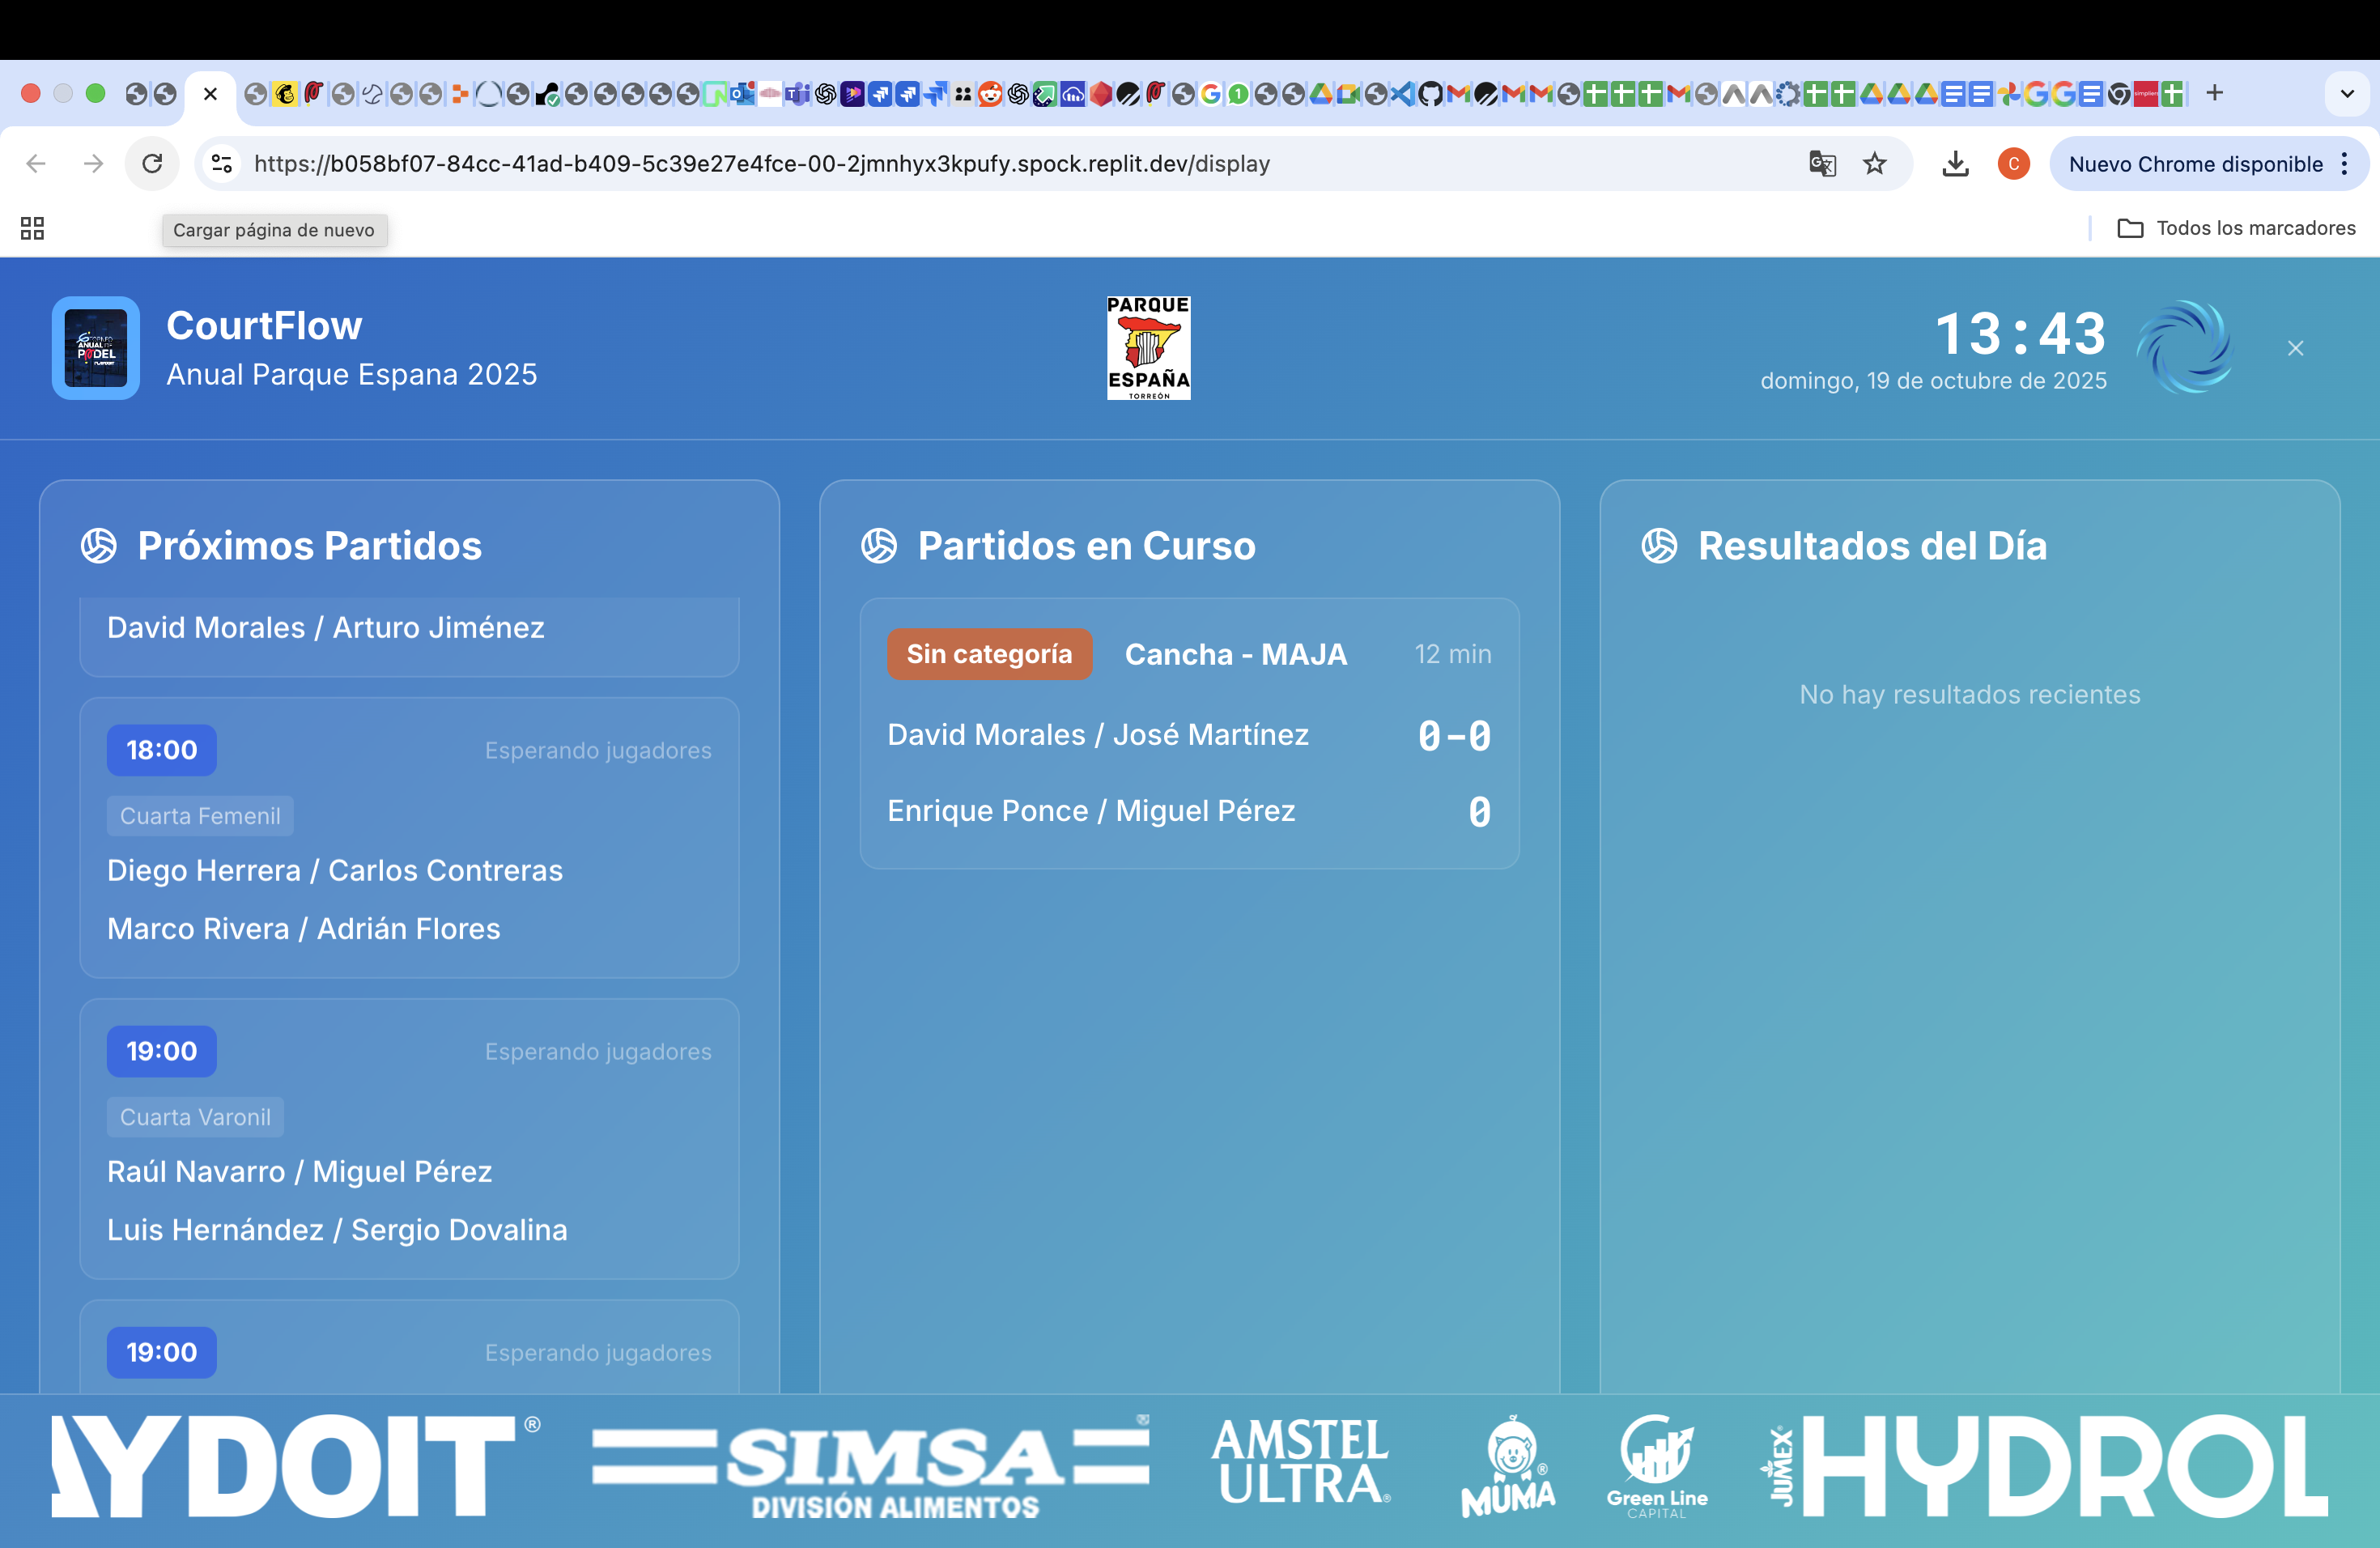 https://b058bf07-84cc-41ad-b409-5c39e27e4fce-00-2jmnhyx3kpufy.spock.replit.dev/display
C
Nuevo Chrome disponible
Cargar página de nuevo
Todos los marcadores
CourtFlow
Anual Parque Espana 2025
PARQUE
ESPAÑA
TORREÓN
13:43
domingo, 19 de octubre de 2025
Próximos Partidos
David Morales / Arturo Jiménez
18:00
Esperando jugadores
Cuarta Femenil
Diego Herrera / Carlos Contreras
Marco Rivera / Adrián Flores
19:00
Esperando jugadores
Cuarta Varonil
Raúl Navarro / Miguel Pérez
Luis Hernández / Sergio Dovalina
19:00
Esperando jugadores
Partidos en Curso
Sin categoría
Cancha - MAJA
12 min
David Morales / José Martínez
0-0
Enrique Ponce / Miguel Pérez
0
Resultados del Día
No hay resultados recientes
YDOIT®
SIMSA
DIVISIÓN ALIMENTOS
AMSTEL
ULTRA®
MUMA®
Green Line
CAPITAL
JUMEX®
HYDROL